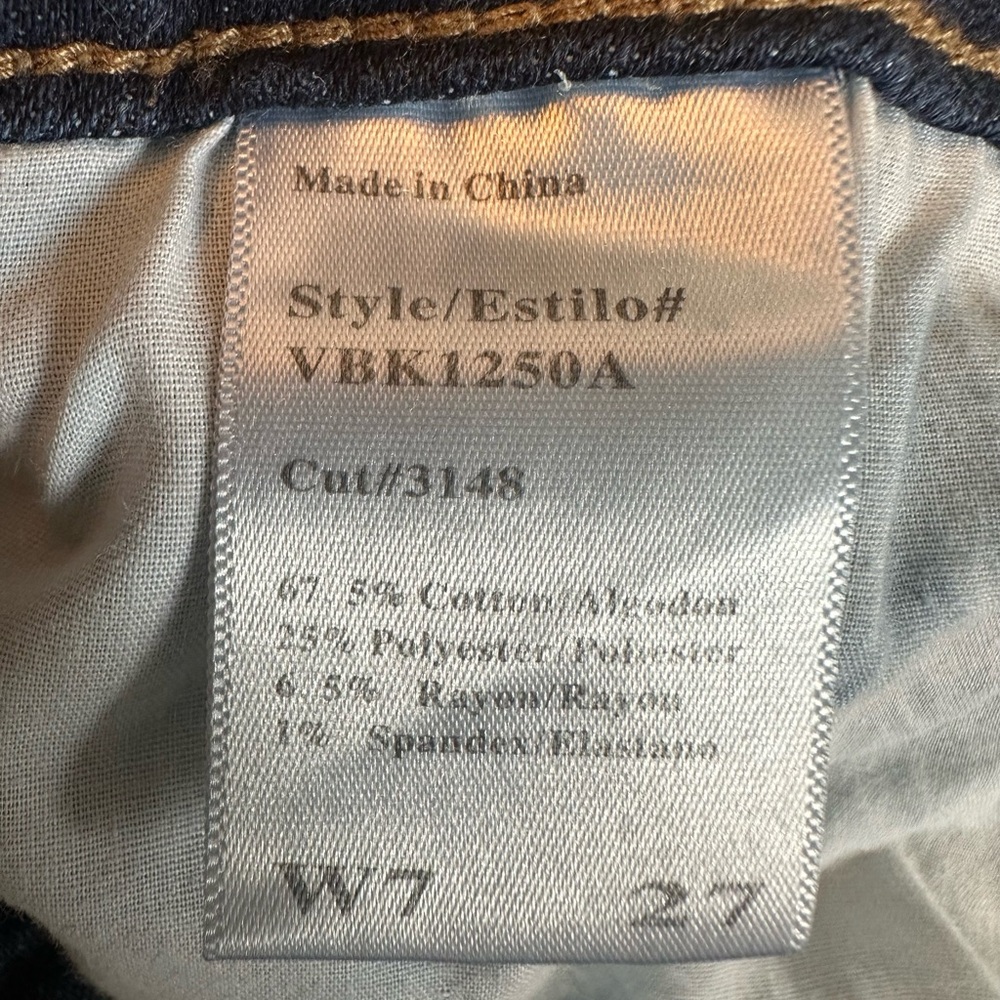 Made in China
Style/Estilo#
VBK1250A
Cut#3148
67.5% Cotton/Algodon
25% Polyester/Poliester
6.5% Rayon/Rayon
1% Spandex/Elastano
W7 27